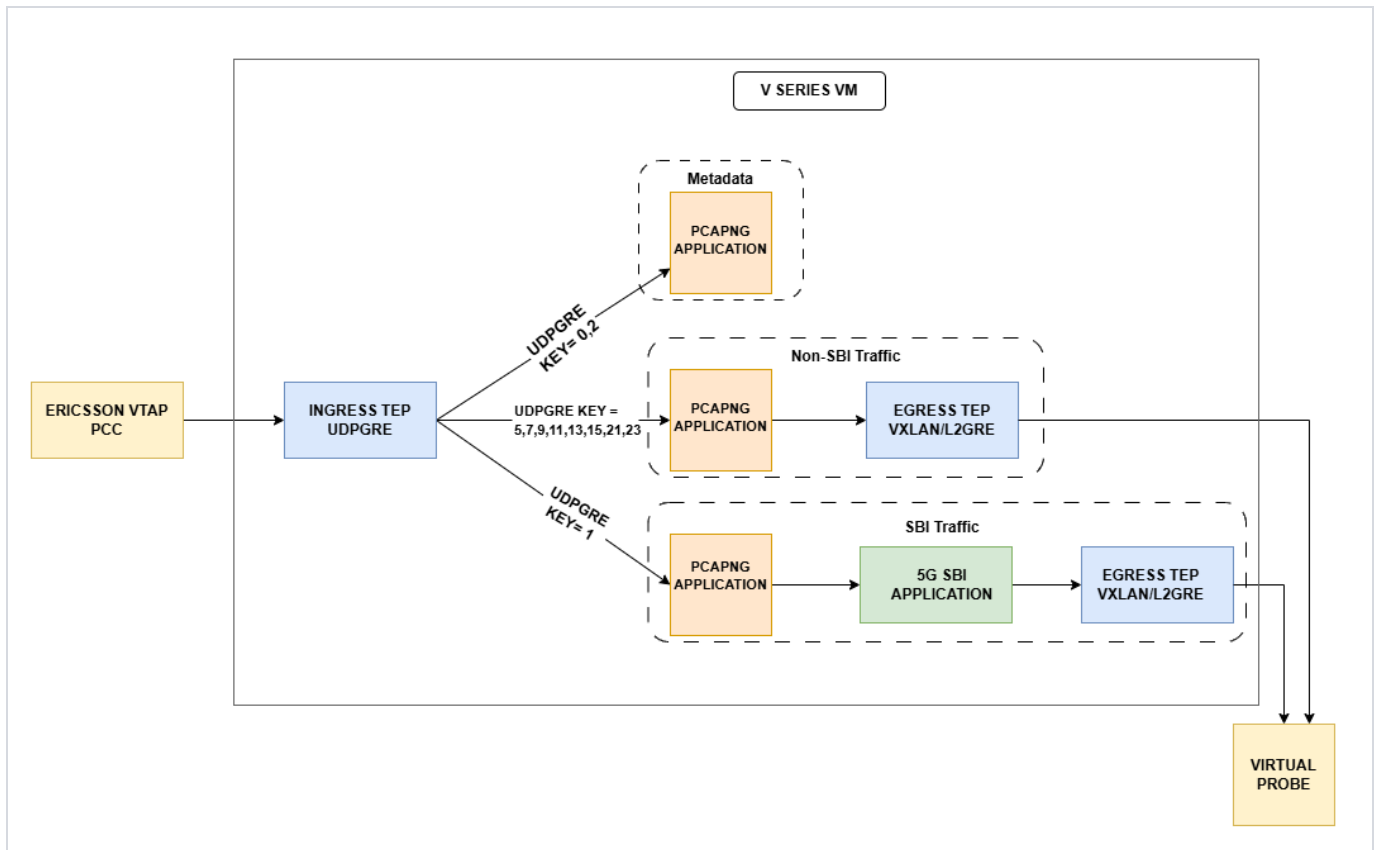 V SERIES VM
Metadata
PCAPNG
APPLICATION
UDPGRE
KEY= 0,2
Non-SBI Traffic
ERICSSON VTAP
PCC
INGRESS TEP
UDPGRE
UDPGRE KEY =
5,7,9,11,13,15,21,23
PCAPNG
APPLICATION
EGRESS TEP
VXLAN/L2GRE
UDPGRE
KEY= 1
SBI Traffic
PCAPNG
APPLICATION
5G SBI
APPLICATION
EGRESS TEP
VXLAN/L2GRE
VIRTUAL
PROBE